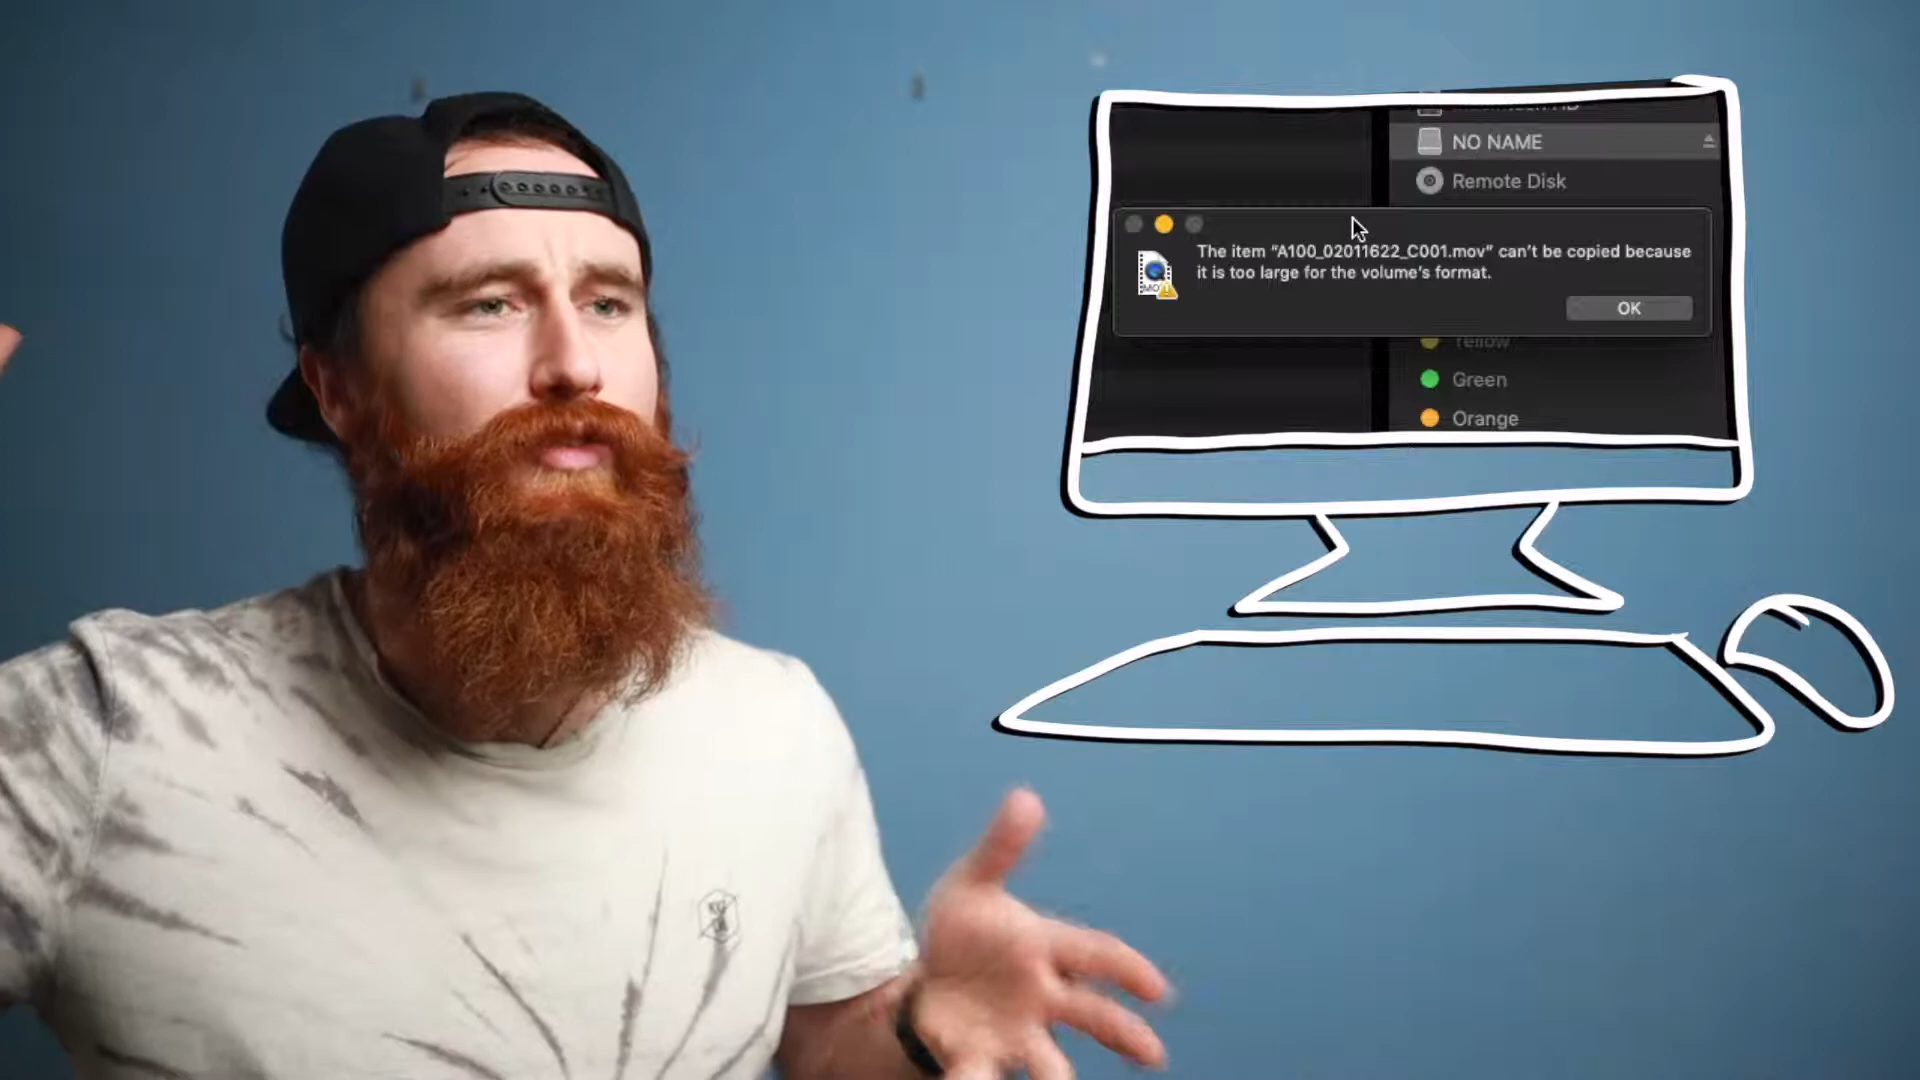 NO NAME
Remote Disk
The item “A100_02011622_C001.mov” can’t be copied because
it is too large for the volume’s format.
OK
Yellow
Green
Orange